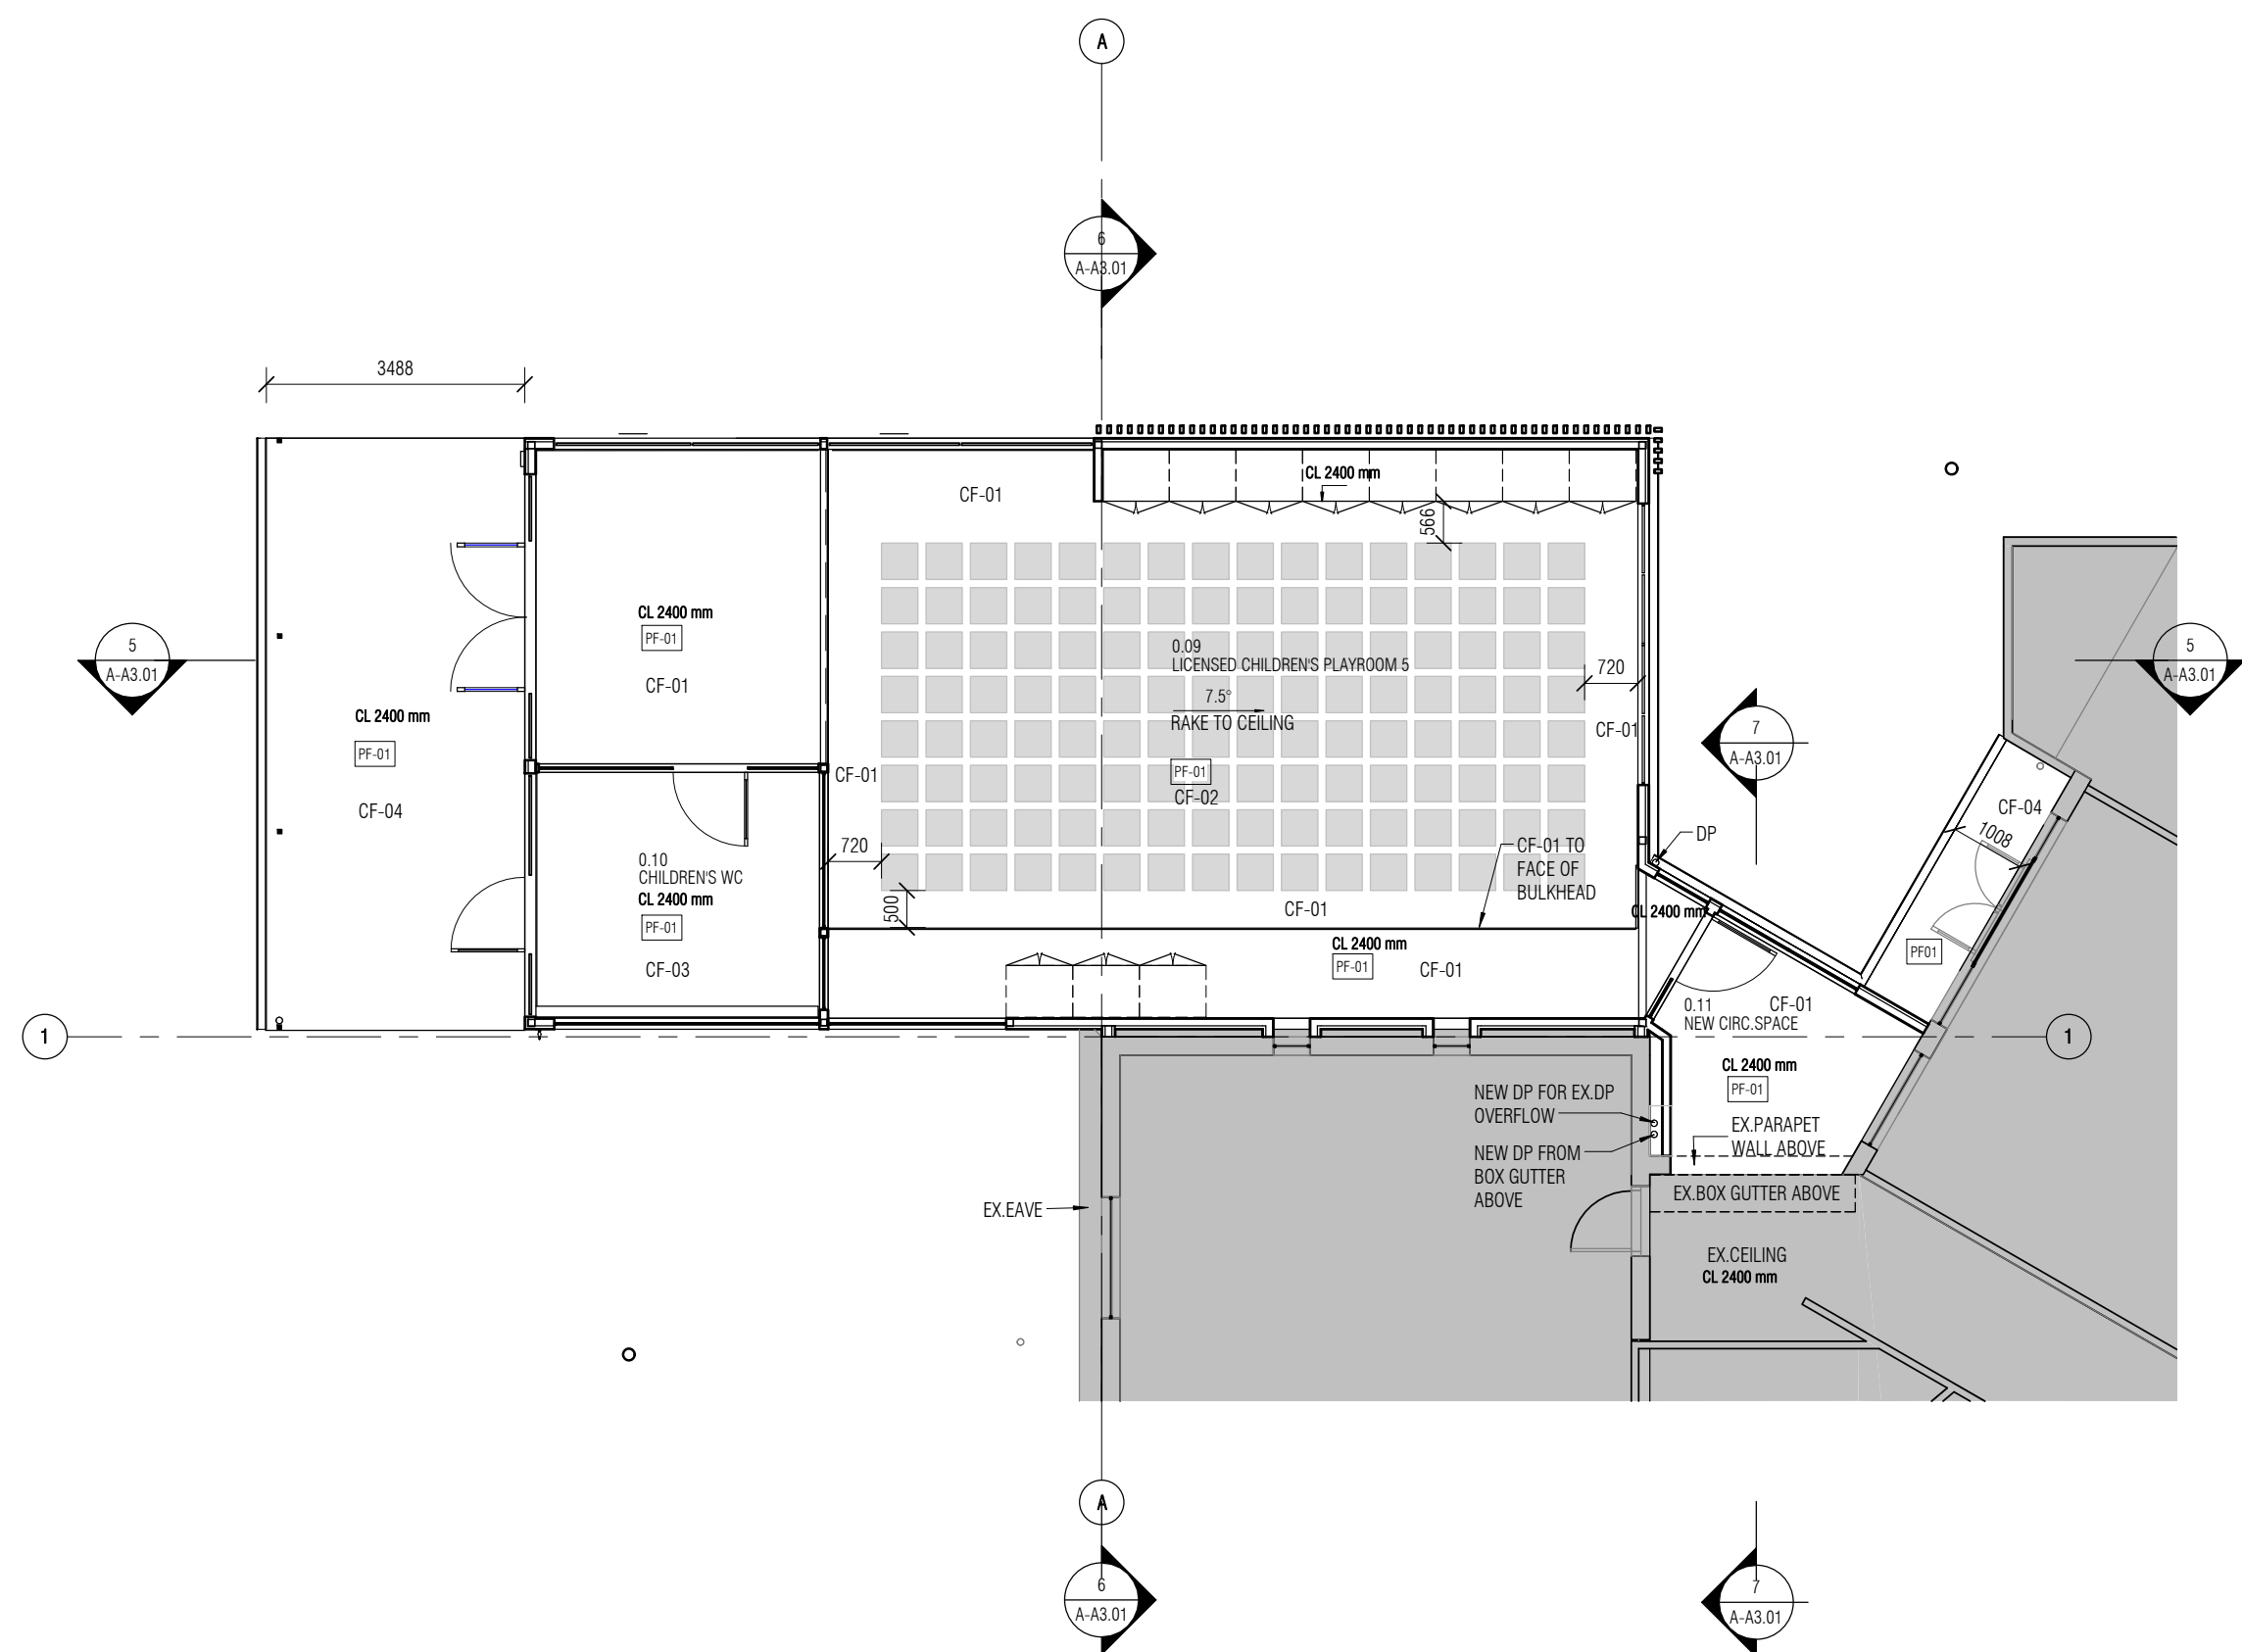 A
6
A-A3.01
3488
CF-01
CL 2400 mm
566
CL 2400 mm
PF-01
CF-01
0.09
LICENSED CHILDREN'S PLAYROOM 5
7.5°
RAKE TO CEILING
PF-01
CF-02
720
CF-01
5
A-A3.01
5
A-A3.01
7
A-A3.01
CL 2400 mm
PF-01
CF-04
CF-01
720
500
0.10
CHILDREN'S WC
CL 2400 mm
PF-01
CF-03
CF-01 TO
FACE OF
BULKHEAD
CF-01
DP
CF-04
1008
PF01
CL 2400 mm
CL 2400 mm
PF-01
CF-01
0.11
NEW CIRC.SPACE
CF-01
1
1
CL 2400 mm
PF-01
NEW DP FOR EX.DP
OVERFLOW
NEW DP FROM
BOX GUTTER
ABOVE
EX.PARAPET
WALL ABOVE
EX.BOX GUTTER ABOVE
EX.EAVE
EX.CEILING
CL 2400 mm
A
6
A-A3.01
7
A-A3.01